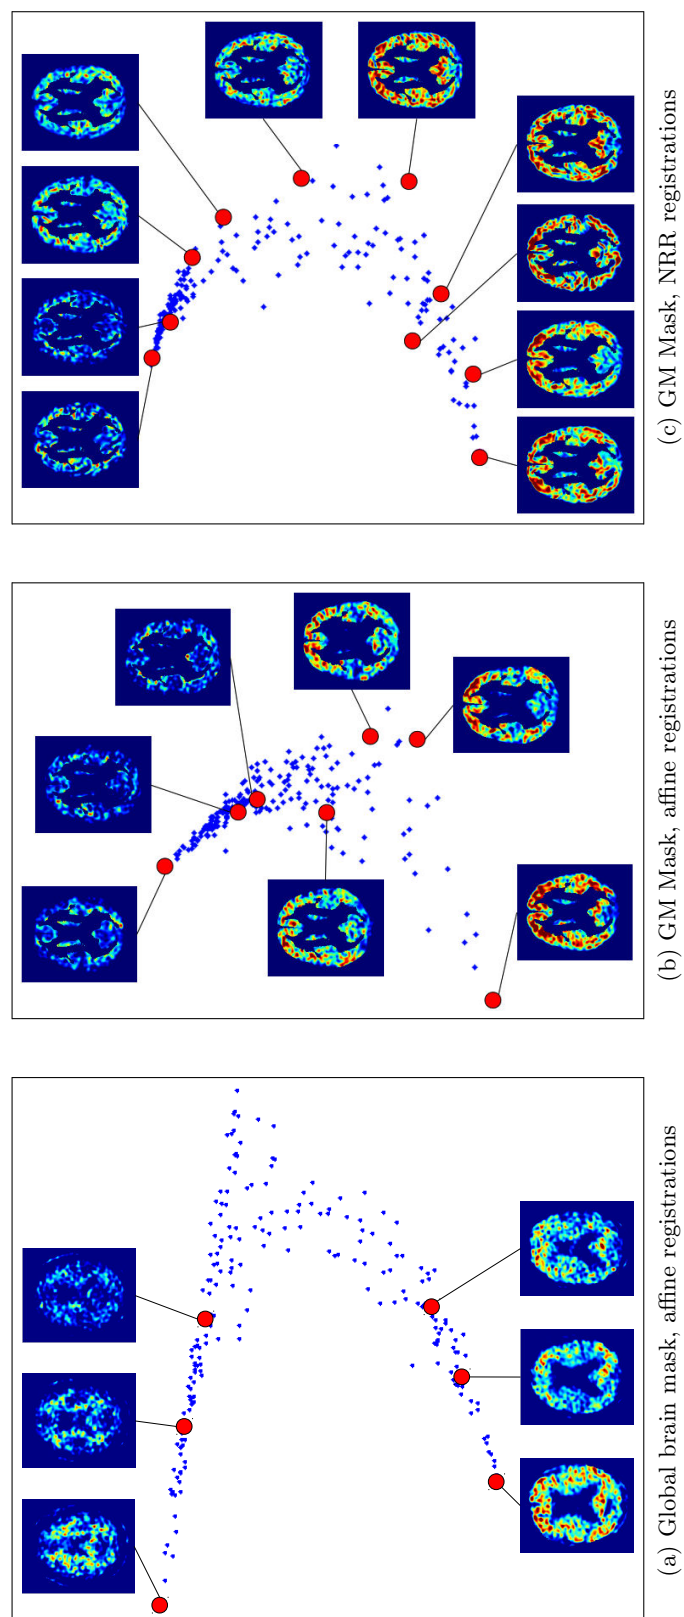 (a) Global brain mask, affine registrations
(b) GM Mask, affine registrations
(c) GM Mask, NRR registrations